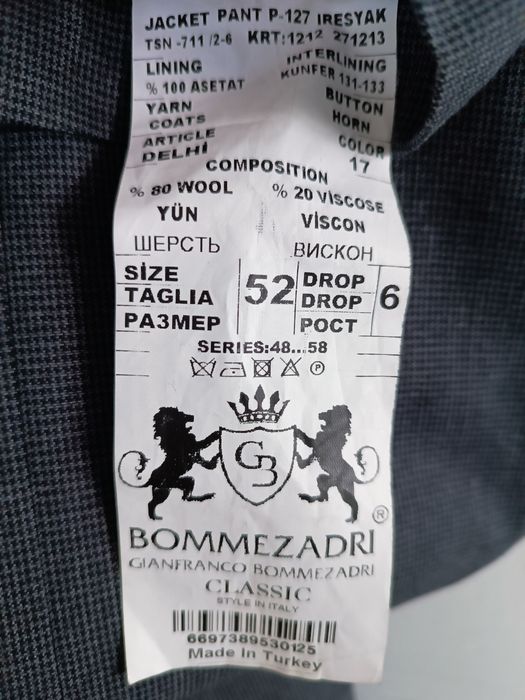 JACKET PANT P-127 IRESYAK
TSN -711 /2-6 KRT:1212 271213
LINING INTERLINING
% 100 ASETAT KUNFER 131-133
YARN BUTTON
COATS HORN
ARTICLE COLOR
DELHİ 17
COMPOSITION
% 80 WOOL % 20 VISCOSE
YÜN VİSCON
ШЕРСТЬ ВИСКОН
SİZE DROP
TAGLIA 52 DROP 6
РАЗМЕР РОСТ
SERIES:48...58
P
GB
®
BOMMEZADRI
GIANFRANCO BOMMEZADRI
CLASSIC
STYLE IN ITALY
6697389530125
Made in Turkey